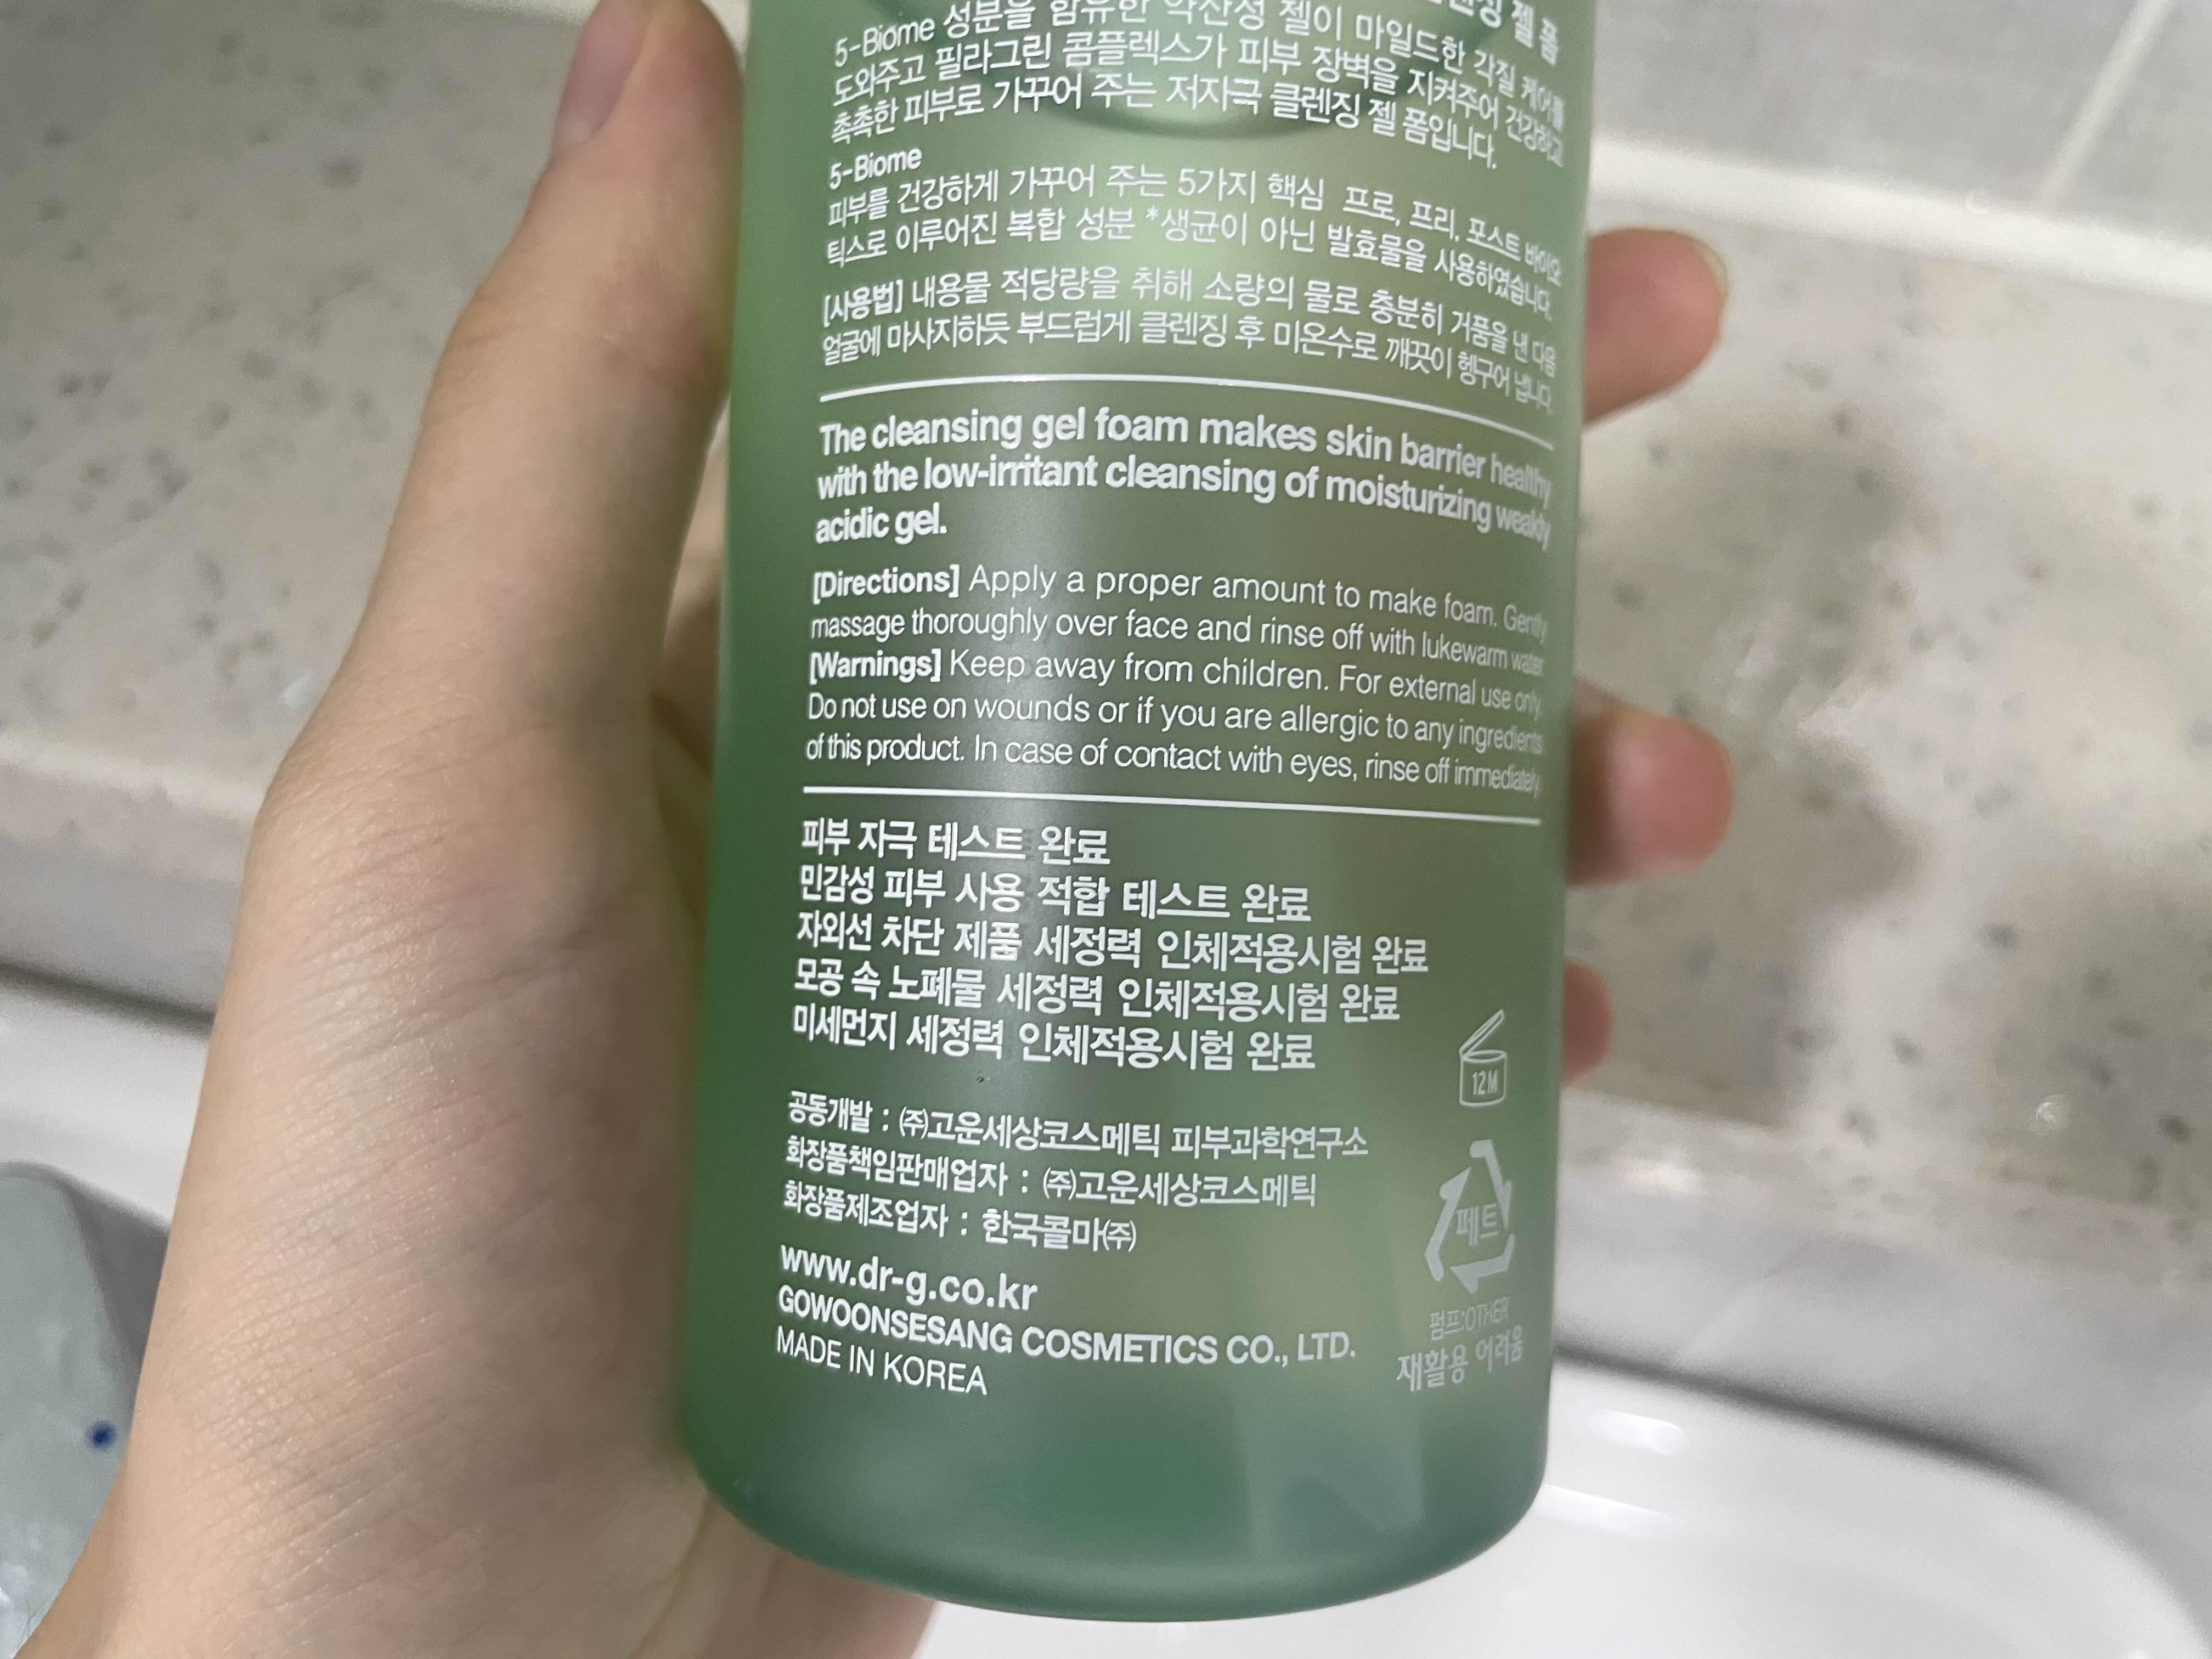 젤 폼
5-Biome 성분을 함유한 약산성 젤이 마일드한 각질 케어를
도와주고 필라그린 콤플렉스가 피부 장벽을 지켜주어 건강하고
촉촉한 피부로 가꾸어 주는 저자극 클렌징 젤 폼입니다.
5-Biome
피부를 건강하게 가꾸어 주는 5가지 핵심 프로, 프리, 포스트 바이오
틱스로 이루어진 복합 성분 *생균이 아닌 발효물을 사용하였습니다.
[사용법] 내용물 적당량을 취해 소량의 물로 충분히 거품을 낸 다음
얼굴에 마사지하듯 부드럽게 클렌징 후 미온수로 깨끗이 헹구어 냅니다.
The cleansing gel foam makes skin barrier healthy
with the low-irritant cleansing of moisturizing weakly
acidic gel.
[Directions] Apply a proper amount to make foam. Gently
massage thoroughly over face and rinse off with lukewarm water
[Warnings] Keep away from children. For external use only.
Do not use on wounds or if you are allergic to any ingredients
of this product. In case of contact with eyes, rinse off immediately.
피부 자극 테스트 완료
민감성 피부 사용 적합 테스트 완료
자외선 차단 제품 세정력 인체적용시험 완료
모공 속 노폐물 세정력 인체적용시험 완료
미세먼지 세정력 인체적용시험 완료
12M
공동개발 : ㈜고운세상코스메틱 피부과학연구소
화장품책임판매업자 : ㈜고운세상코스메틱
화장품제조업자 : 한국콜마㈜
페트
www.dr-g.co.kr
GOWOONSESANG COSMETICS CO., LTD.
MADE IN KOREA
펌프:OTHER
재활용 어려움